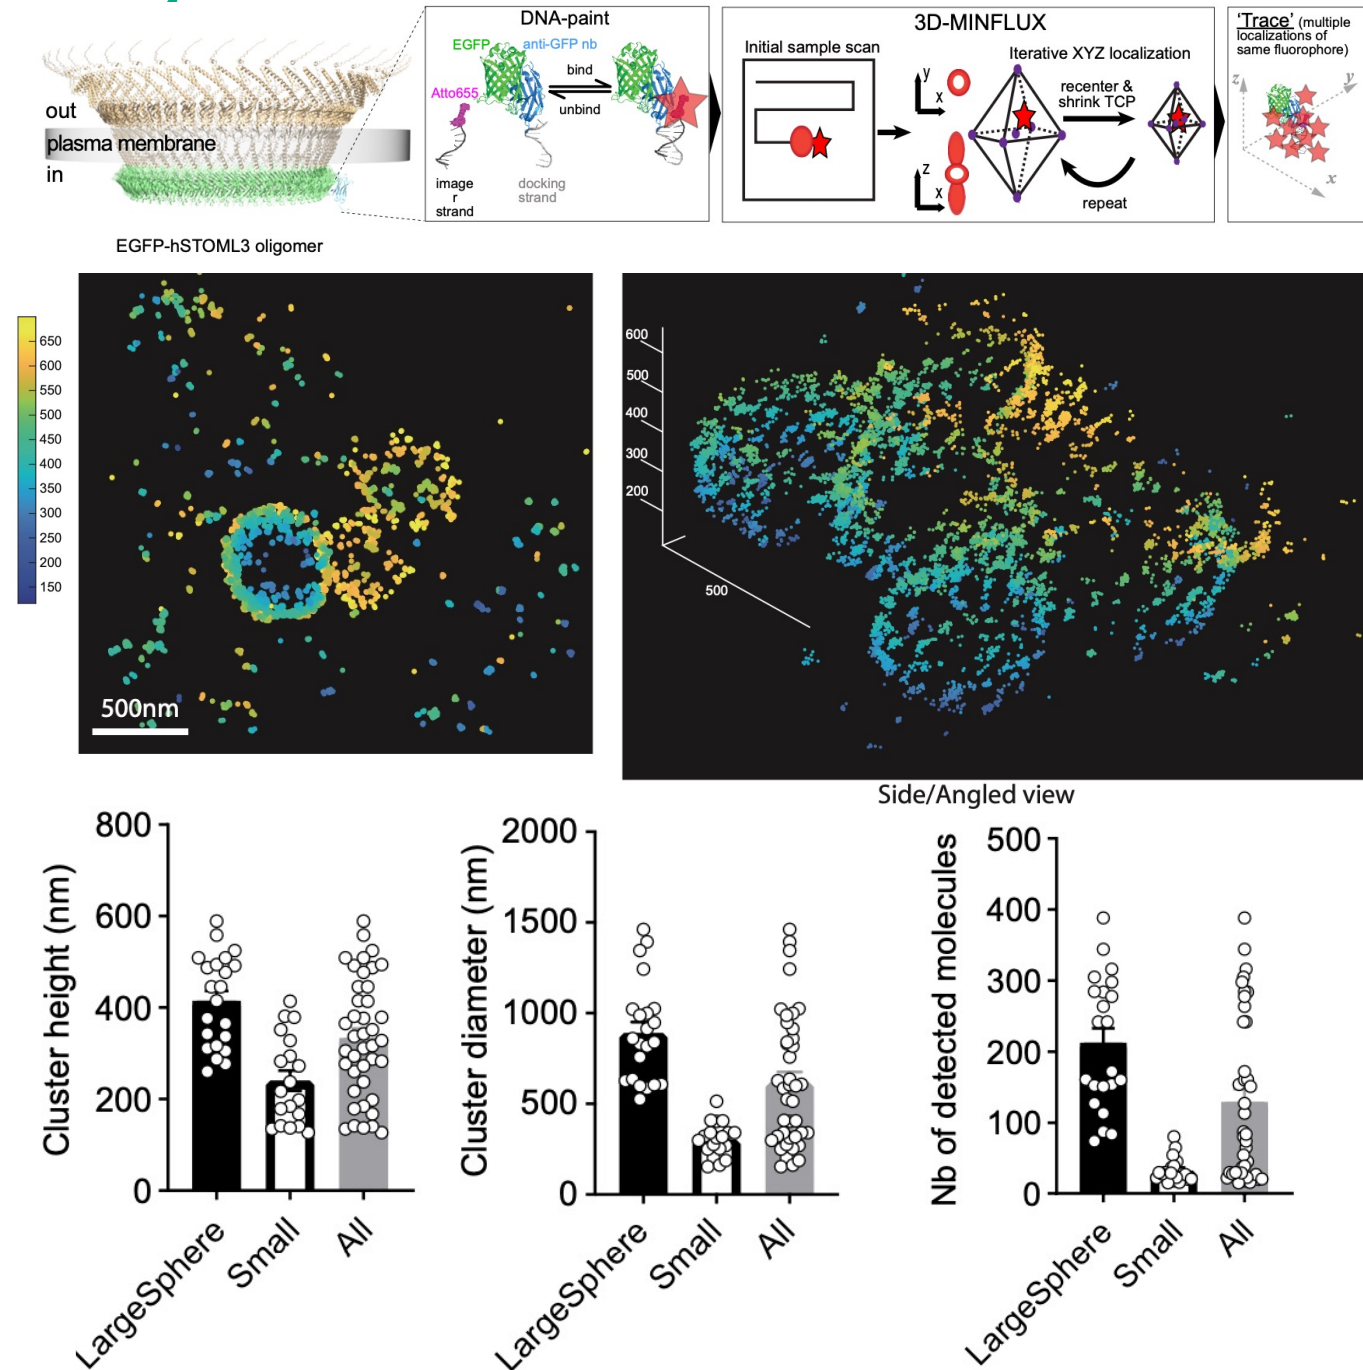 out
plasma membrane
in
EGFP-hSTOML3 oligomer
DNA-paint
EGFP
anti-GFP nb
bind
unbind
Atto655
image
r
strand
docking
strand
3D-MINFLUX
Initial sample scan
Iterative XYZ localization
y
x
z
x
recenter &
shrink TCP
repeat
'Trace' (multiple
localizations of
same fluorophore)
z
y
x
650
600
550
500
450
400
350
300
250
200
150
500nm
600
500
400
300
200
500
Side/Angled view
Cluster height (nm)
800
600
400
200
0
LargeSphere
Small
All
Cluster diameter (nm)
2000
1500
1000
500
0
LargeSphere
Small
All
Nb of detected molecules
500
400
300
200
100
0
LargeSphere
Small
All